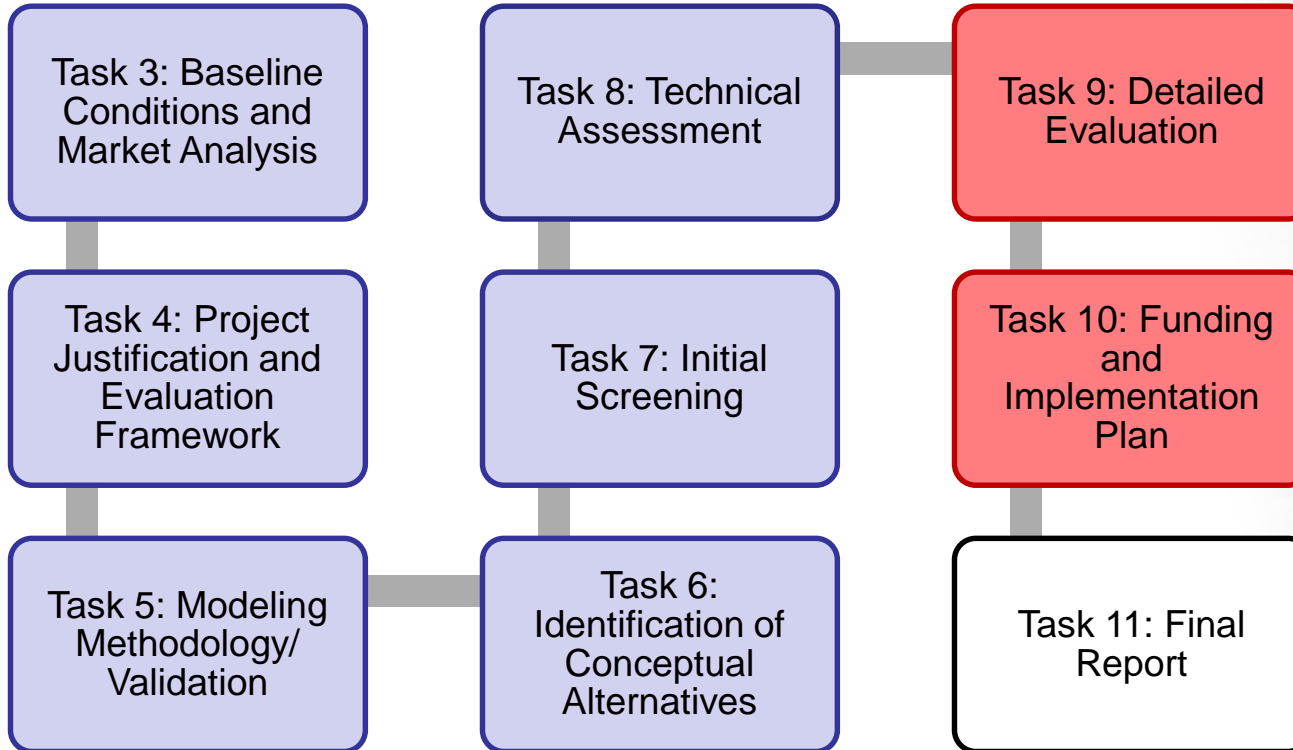 Task 3: Baseline
Conditions and
Market Analysis
Task 4: Project
Justification and
Evaluation
Framework
Task 5: Modeling
Methodology/
Validation
Task 6:
Identification of
Conceptual
Alternatives
Task 7: Initial
Screening
Task 8: Technical
Assessment
Task 9: Detailed
Evaluation
Task 10: Funding
and
Implementation
Plan
Task 11: Final
Report